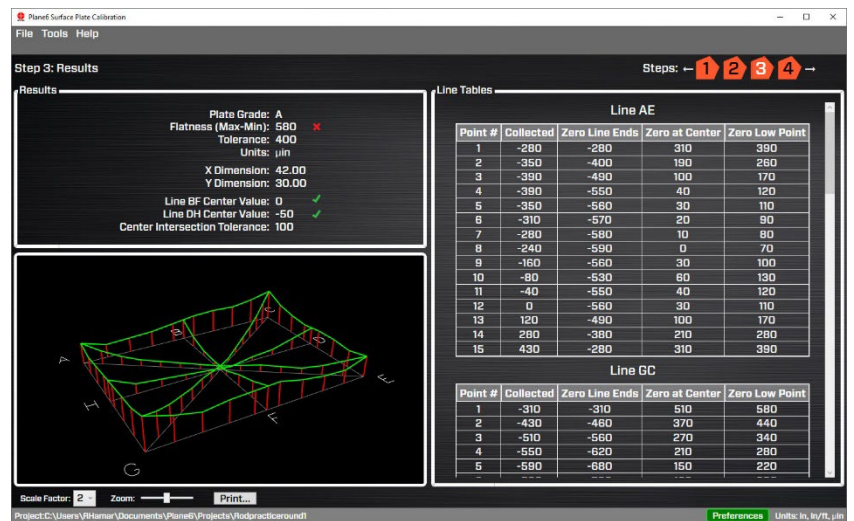 Plane6 Surface Plate Calibration
File Tools Help
Step 3: Results
Steps: ← 1 2 3 4 →
Results
Plate Grade: A
Flatness (Max-Min): 580
Tolerance: 400
Units: µin
X Dimension: 42.00
Y Dimension: 30.00
Line BF Center Value: 0
Line DH Center Value: -50
Center Intersection Tolerance: 100
A
B
C
D
E
F
G
H
Scale Factor: 2 Zoom: Print...
Line Tables
Line AE
Point # Collected Zero Line Ends Zero at Center Zero Low Point
1 -280 -280 310 390
2 -350 -400 190 260
3 -390 -490 100 170
4 -390 -550 40 120
5 -350 -560 30 110
6 -310 -570 20 90
7 -280 -580 10 80
8 -240 -590 0 70
9 -160 -560 30 100
10 -80 -530 60 130
11 -40 -550 40 120
12 0 -560 30 110
13 120 -490 100 170
14 280 -380 210 280
15 430 -280 310 390
Line GC
Point # Collected Zero Line Ends Zero at Center Zero Low Point
1 -310 -310 510 580
2 -430 -460 370 440
3 -510 -560 270 340
4 -550 -620 210 280
5 -590 -680 150 220
Project:C:\Users\RHamar\Documents\Plane6\Projects\Rodpracticeround1
Preferences Units: in, in/ft, µin